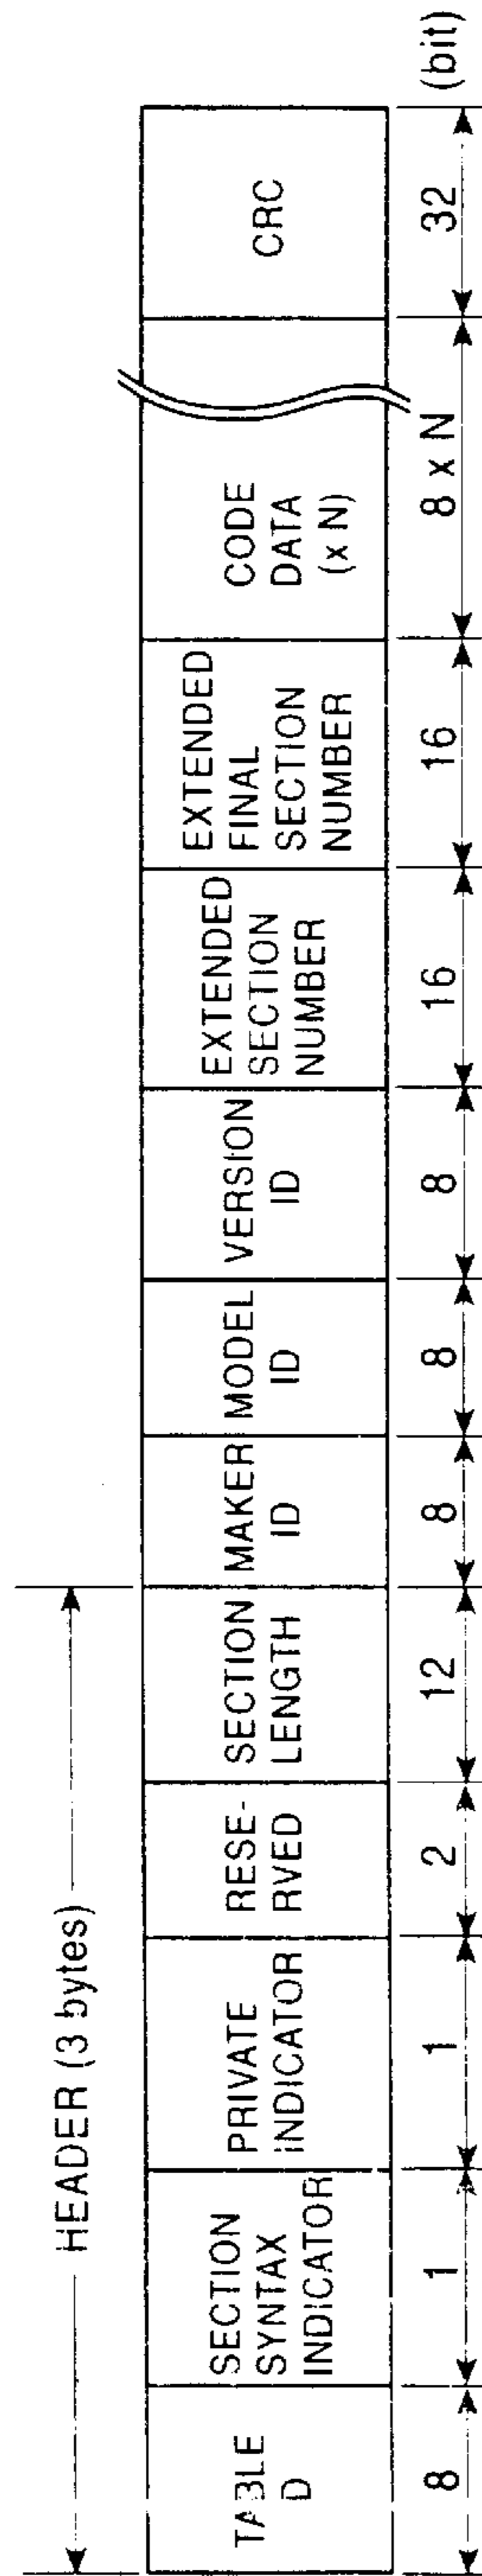 HEADER (3 bytes)
TABLE
D
SECTION
SYNTAX
INDICATOR
PRIVATE
INDICATOR
RESE-
RVED
SECTION
LENGTH
MAKER
ID
MODEL
ID
VERSION
ID
EXTENDED
SECTION
NUMBER
EXTENDED
FINAL
SECTION
NUMBER
CODE
DATA
(x N)
CRC
8
1
1
2
12
8
8
8
16
16
8 x N
32
(bit)